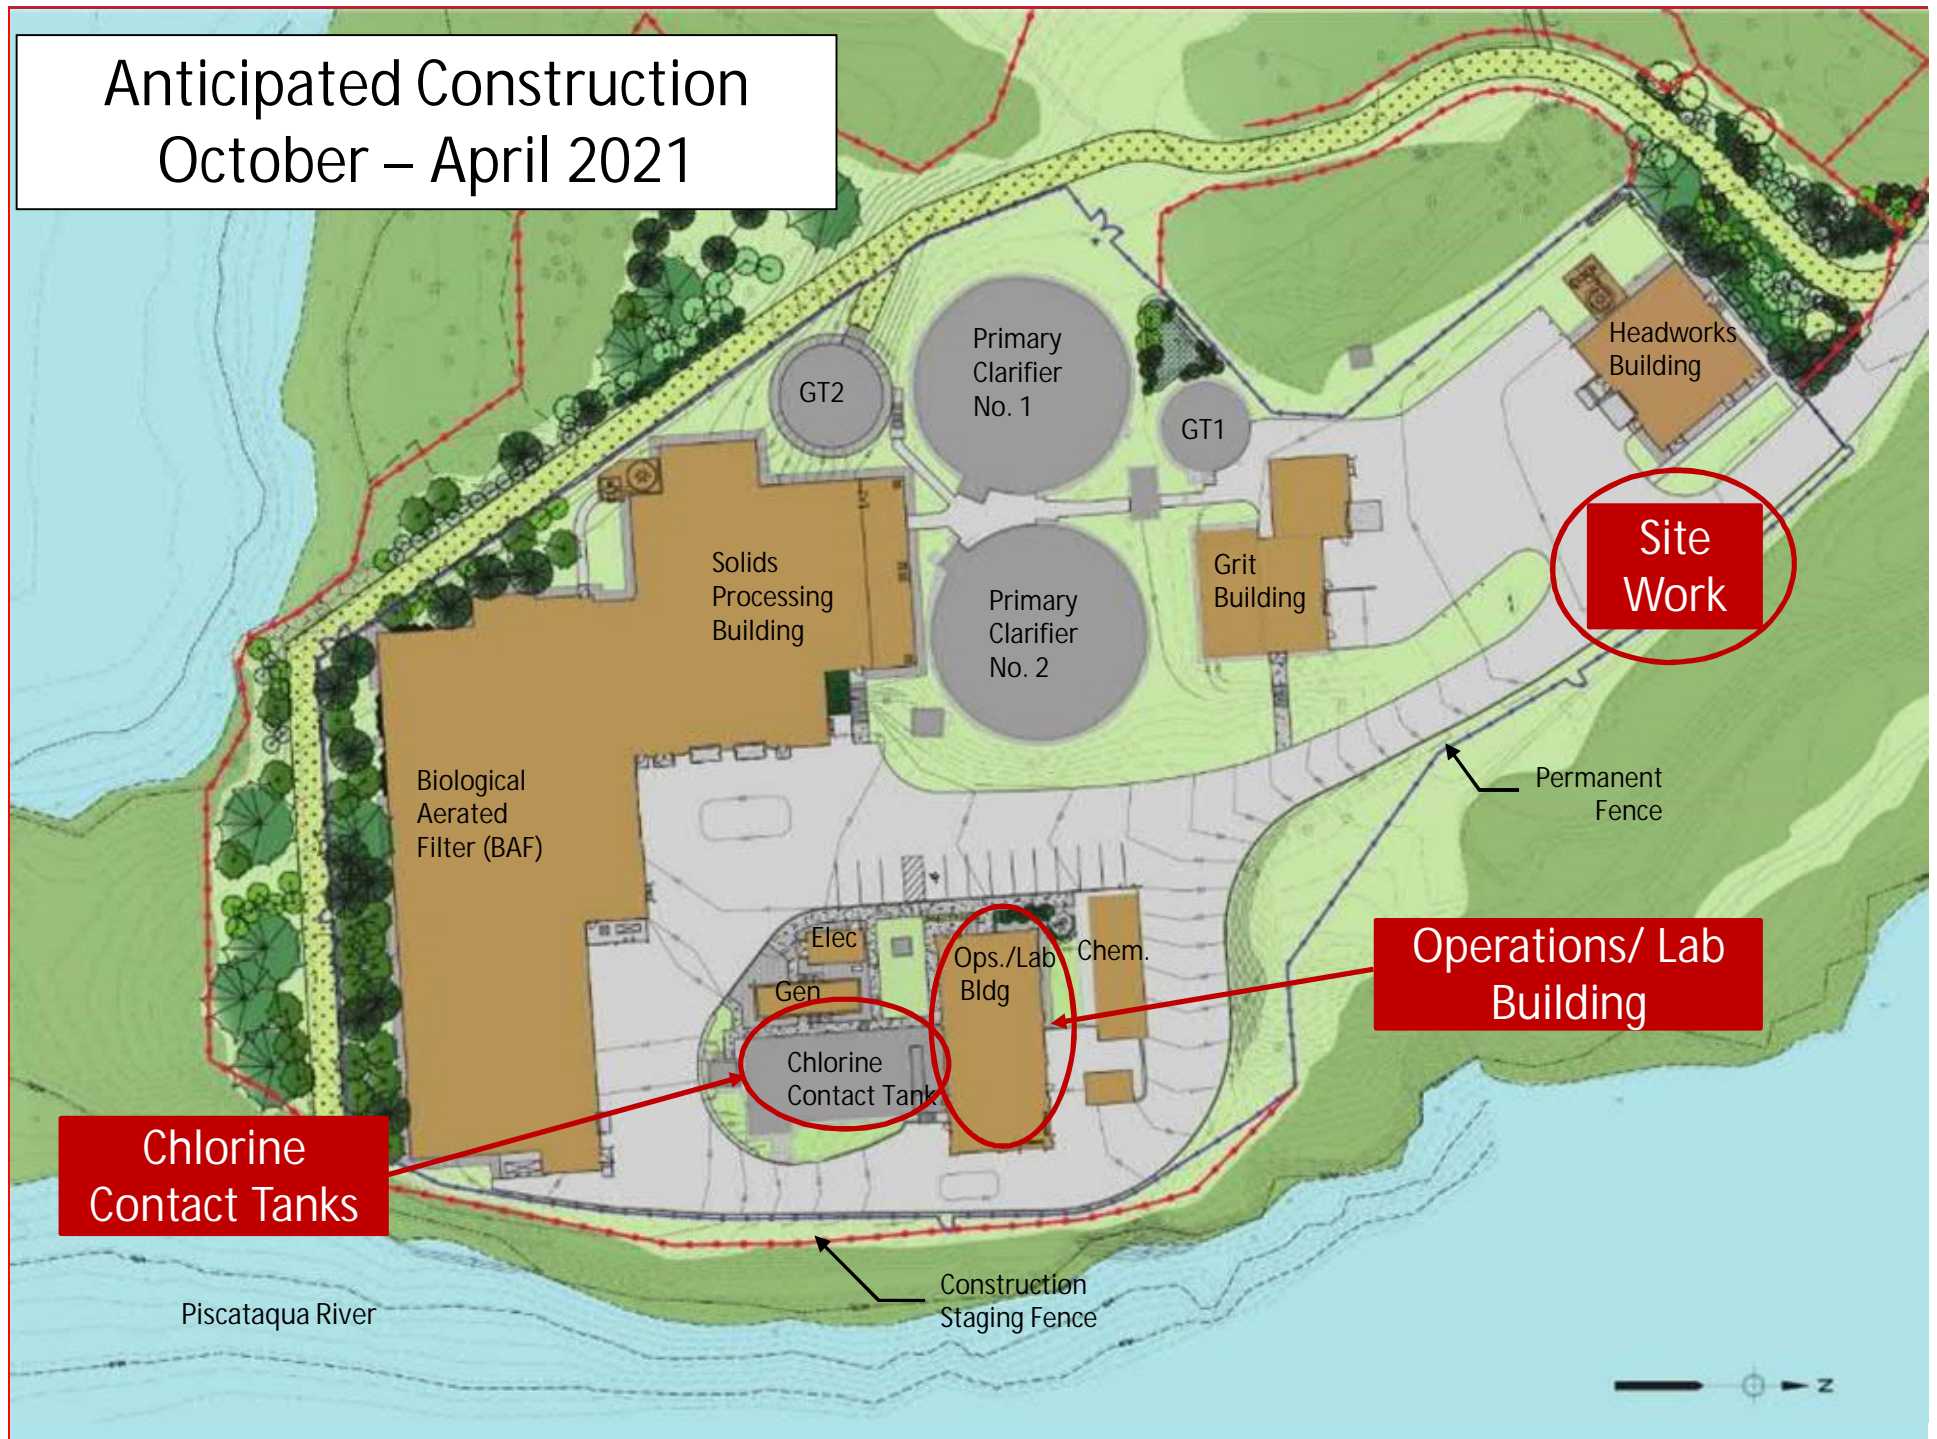 Anticipated Construction
October – April 2021
Primary
Clarifier
No. 1
GT2
GT1
Headworks
Building
Site
Work
Solids
Processing
Building
Primary
Clarifier
No. 2
Grit
Building
Biological
Aerated
Filter (BAF)
Permanent
Fence
Elec
Ops./Lab
Bldg
Chem.
Gen
Operations/ Lab
Building
Chlorine
Contact Tank
Chlorine
Contact Tanks
Construction
Staging Fence
Piscataqua River
N